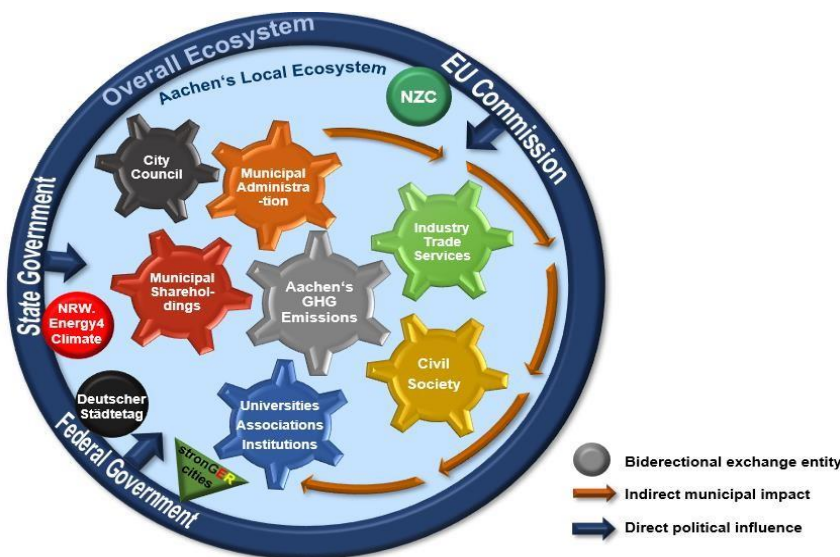 Overall Ecosystem
Aachen's Local Ecosystem
EU Commission
NZC
City
Council
Municipal
Administra
-tion
Industry
Trade
Services
State Government
Municipal
Sharehol-
dings
Aachen's
GHG
Emissions
NRW.
Energy4
Climate
Civil
Society
Deutscher
Städtetag
Universities
Associations
Institutions
Federal Government
stronGER
cities
Biderectional exchange entity
Indirect municipal impact
Direct political influence